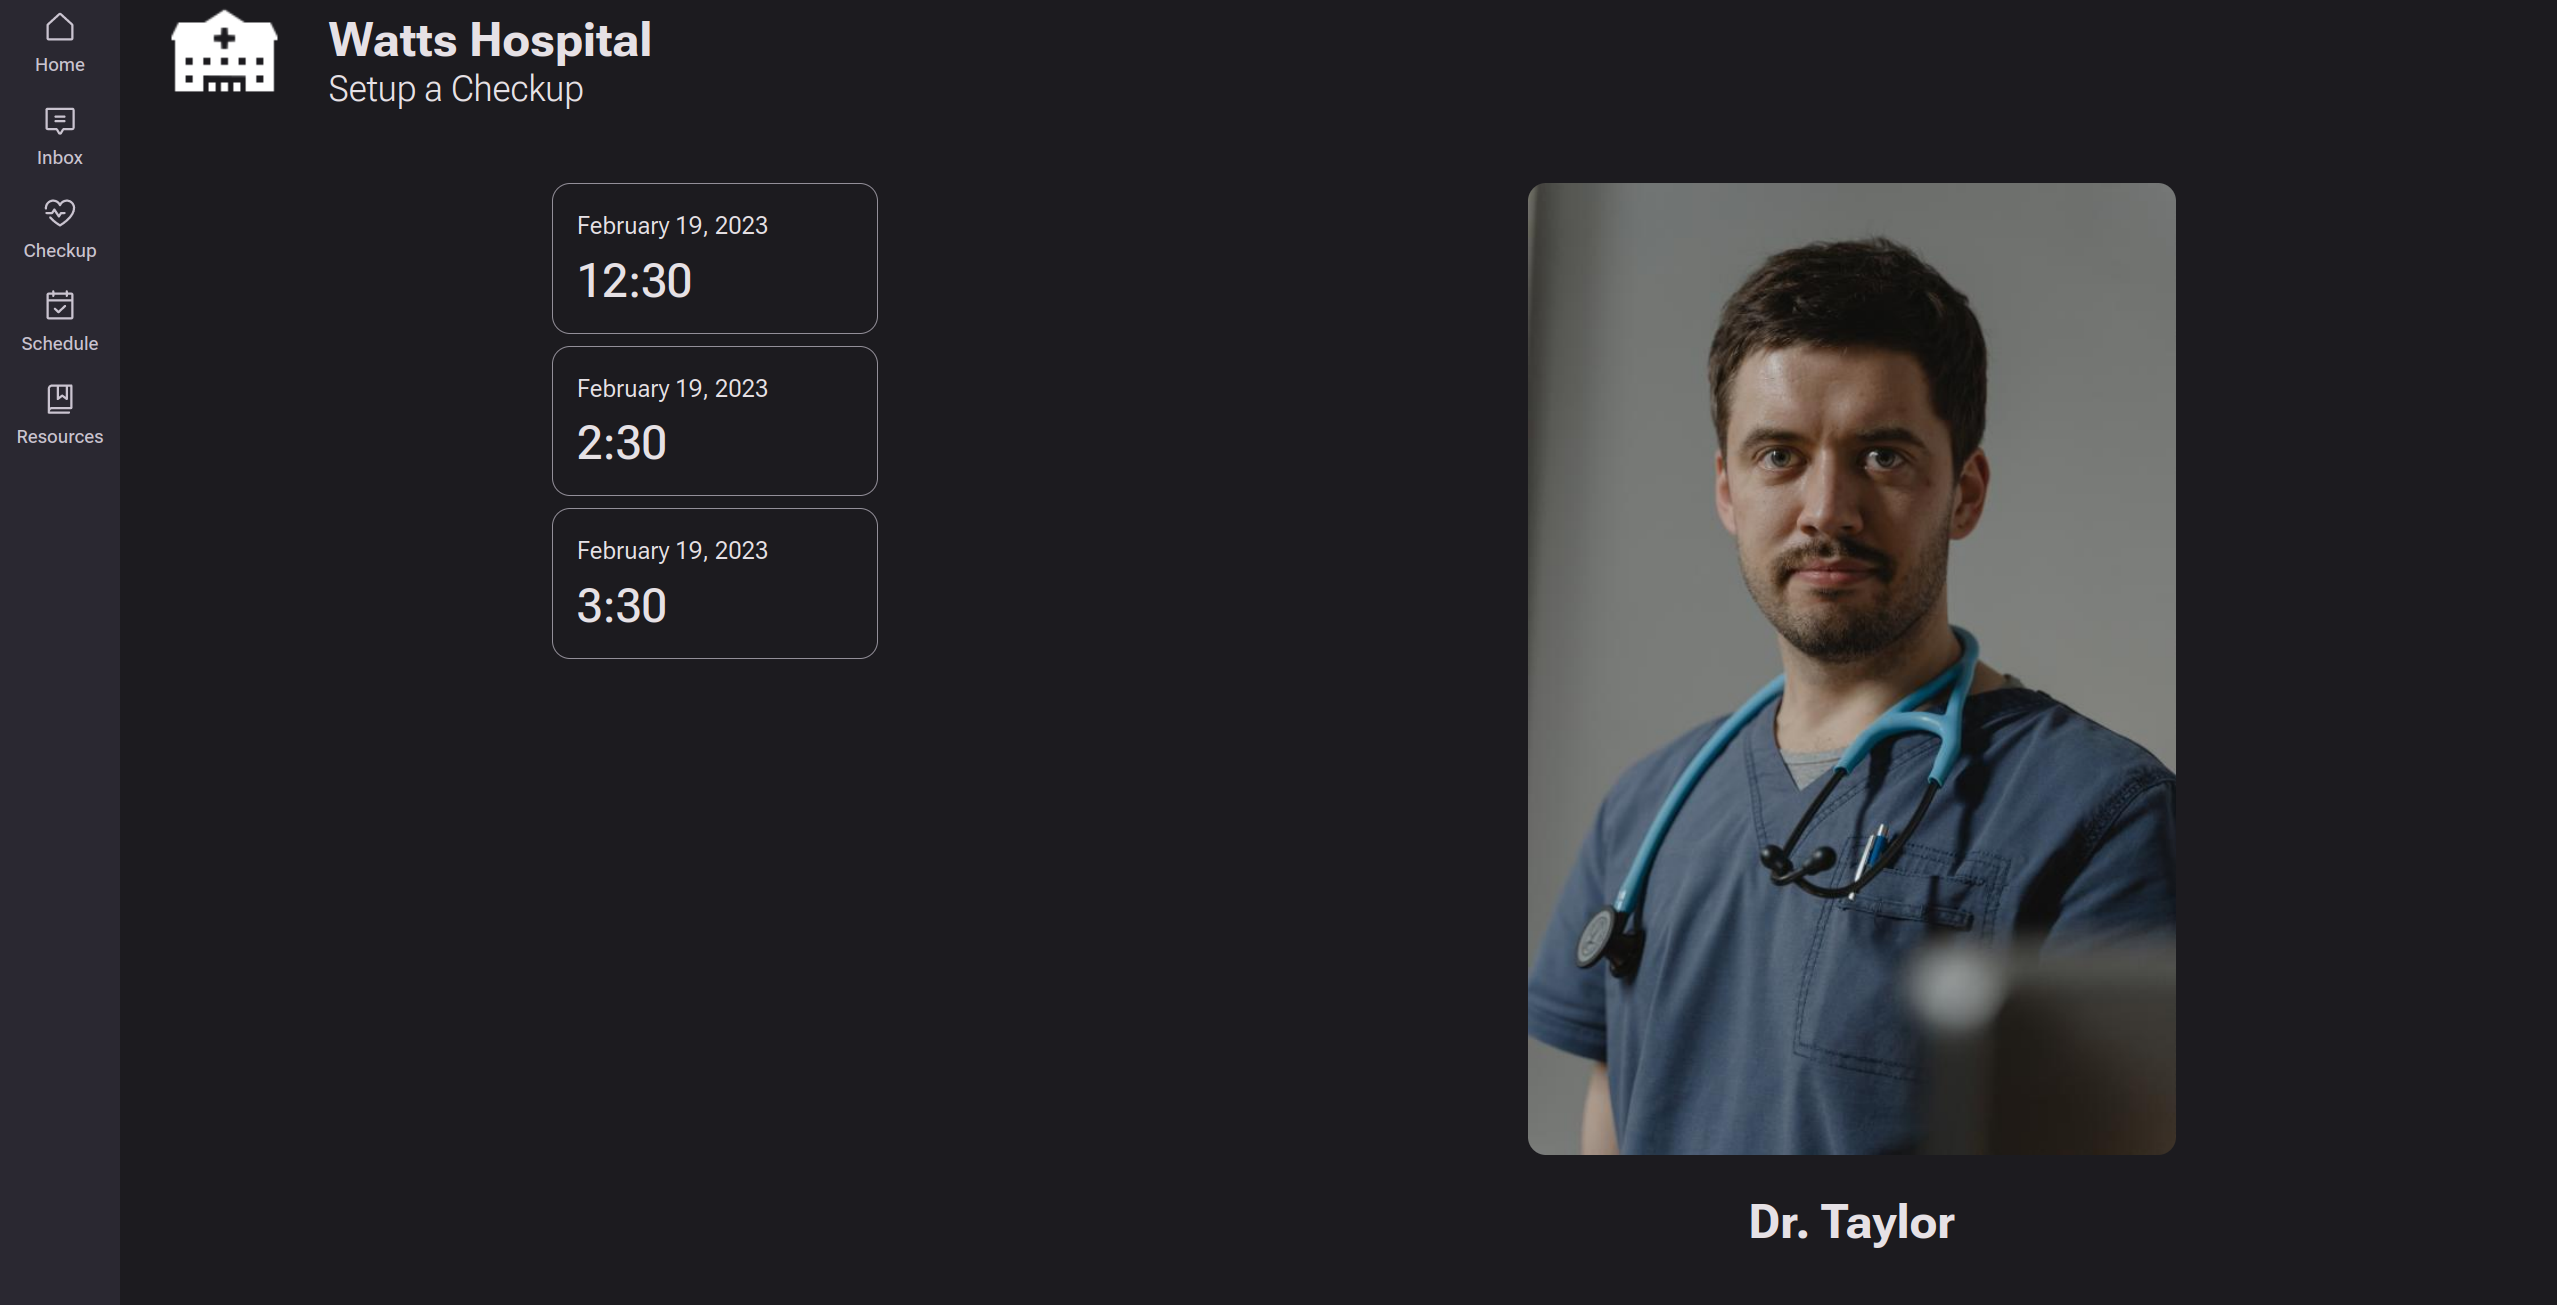 Home
Inbox
Checkup
Schedule
Resources
Watts Hospital
Setup a Checkup
February 19, 2023
12:30
February 19, 2023
2:30
February 19, 2023
3:30
Dr. Taylor